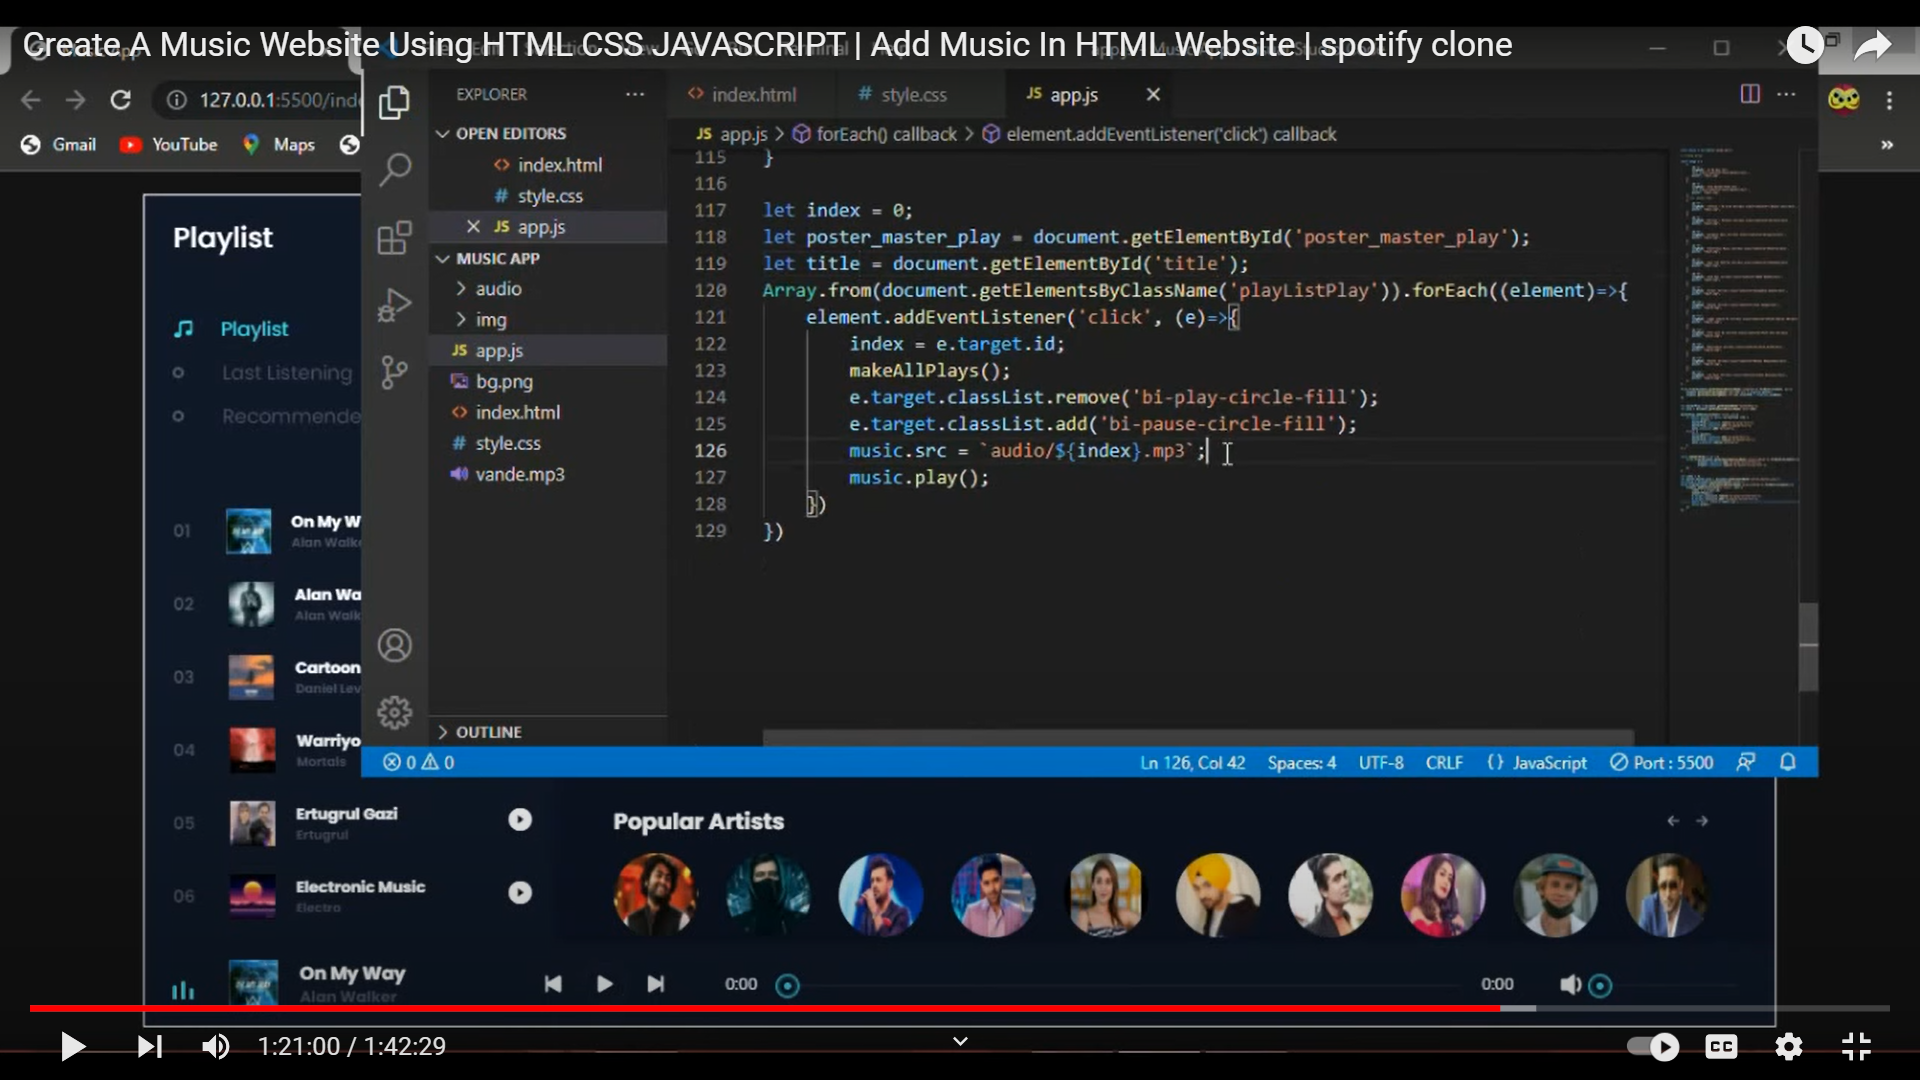 Create A Music Website Using HTML CSS JAVASCRIPT | Add Music In HTML Website | spotify clone
127.0.0.1:5500/inde
Gmail
YouTube
Maps
»
EXPLORER
OPEN EDITORS
index.html
style.css
JS app.js
MUSIC APP
audio
img
JS app.js
bg.png
index.html
style.css
vande.mp3
OUTLINE
index.html
style.css
JS app.js
JS app.js > forEach() callback > element.addEventListener('click') callback
115 }
116
117 let index = 0;
118 let poster_master_play = document.getElementById('poster_master_play');
119 let title = document.getElementById('title');
120 Array.from(document.getElementsByClassName('playListPlay')).forEach((element)=>{
121 element.addEventListener('click', (e)=>{
122 index = e.target.id;
123 makeAllPlays();
124 e.target.classList.remove('bi-play-circle-fill');
125 e.target.classList.add('bi-pause-circle-fill');
126 music.src = `audio/${index}.mp3`;
127 music.play();
128 })
129 })
0 0
Ln 126, Col 42
Spaces: 4
UTF-8
CRLF
{} JavaScript
Port : 5500
Playlist
Playlist
Last Listening
Recommende
01
On My W
Alan Walke
02
Alan Wa
Alan Walk
03
Cartoon
Daniel Lev
04
Warriyo
Mortals
05
Ertugrul Gazi
Ertugrul
06
Electronic Music
Electro
Popular Artists
On My Way
Alan Walker
0:00
0:00
1:21:00 / 1:42:29
CC